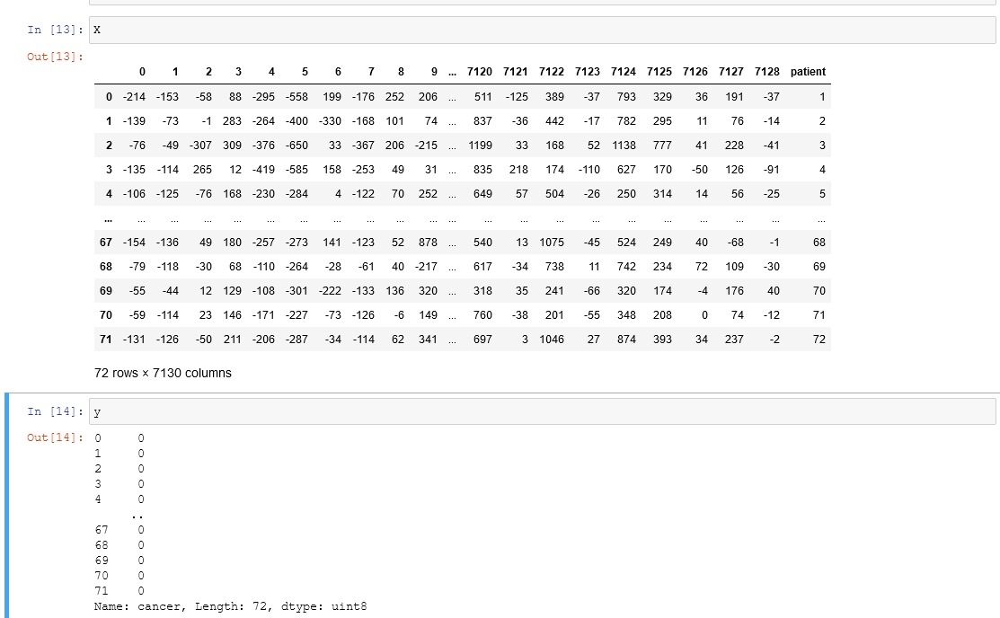 In [13]: X
Out[13]:
0 1 2 3 4 5 6 7 8 9 ... 7120 7121 7122 7123 7124 7125 7126 7127 7128 patient
0 -214 -153 -58 88 -295 -558 199 -176 252 206 ... 511 -125 389 -37 793 329 36 191 -37 1
1 -139 -73 -1 283 -264 -400 -330 -168 101 74 ... 837 -36 442 -17 782 295 11 76 -14 2
2 -76 -49 -307 309 -376 -650 33 -367 206 -215 ... 1199 33 168 52 1138 777 41 228 -41 3
3 -135 -114 265 12 -419 -585 158 -253 49 31 ... 835 218 174 -110 627 170 -50 126 -91 4
4 -106 -125 -76 168 -230 -284 4 -122 70 252 ... 649 57 504 -26 250 314 14 56 -25 5
... ... ... ... ... ... ... ... ... ... ... ... ... ... ... ... ... ... ... ... ... ...
67 -154 -136 49 180 -257 -273 141 -123 52 878 ... 540 13 1075 -45 524 249 40 -68 -1 68
68 -79 -118 -30 68 -110 -264 -28 -61 40 -217 ... 617 -34 738 11 742 234 72 109 -30 69
69 -55 -44 12 129 -108 -301 -222 -133 136 320 ... 318 35 241 -66 320 174 -4 176 40 70
70 -59 -114 23 146 -171 -227 -73 -126 -6 149 ... 760 -38 201 -55 348 208 0 74 -12 71
71 -131 -126 -50 211 -206 -287 -34 -114 62 341 ... 697 3 1046 27 874 393 34 237 -2 72
72 rows × 7130 columns
In [14]: y
Out[14]: 0 0
1 0
2 0
3 0
4 0
..
67 0
68 0
69 0
70 0
71 0
Name: cancer, Length: 72, dtype: uint8